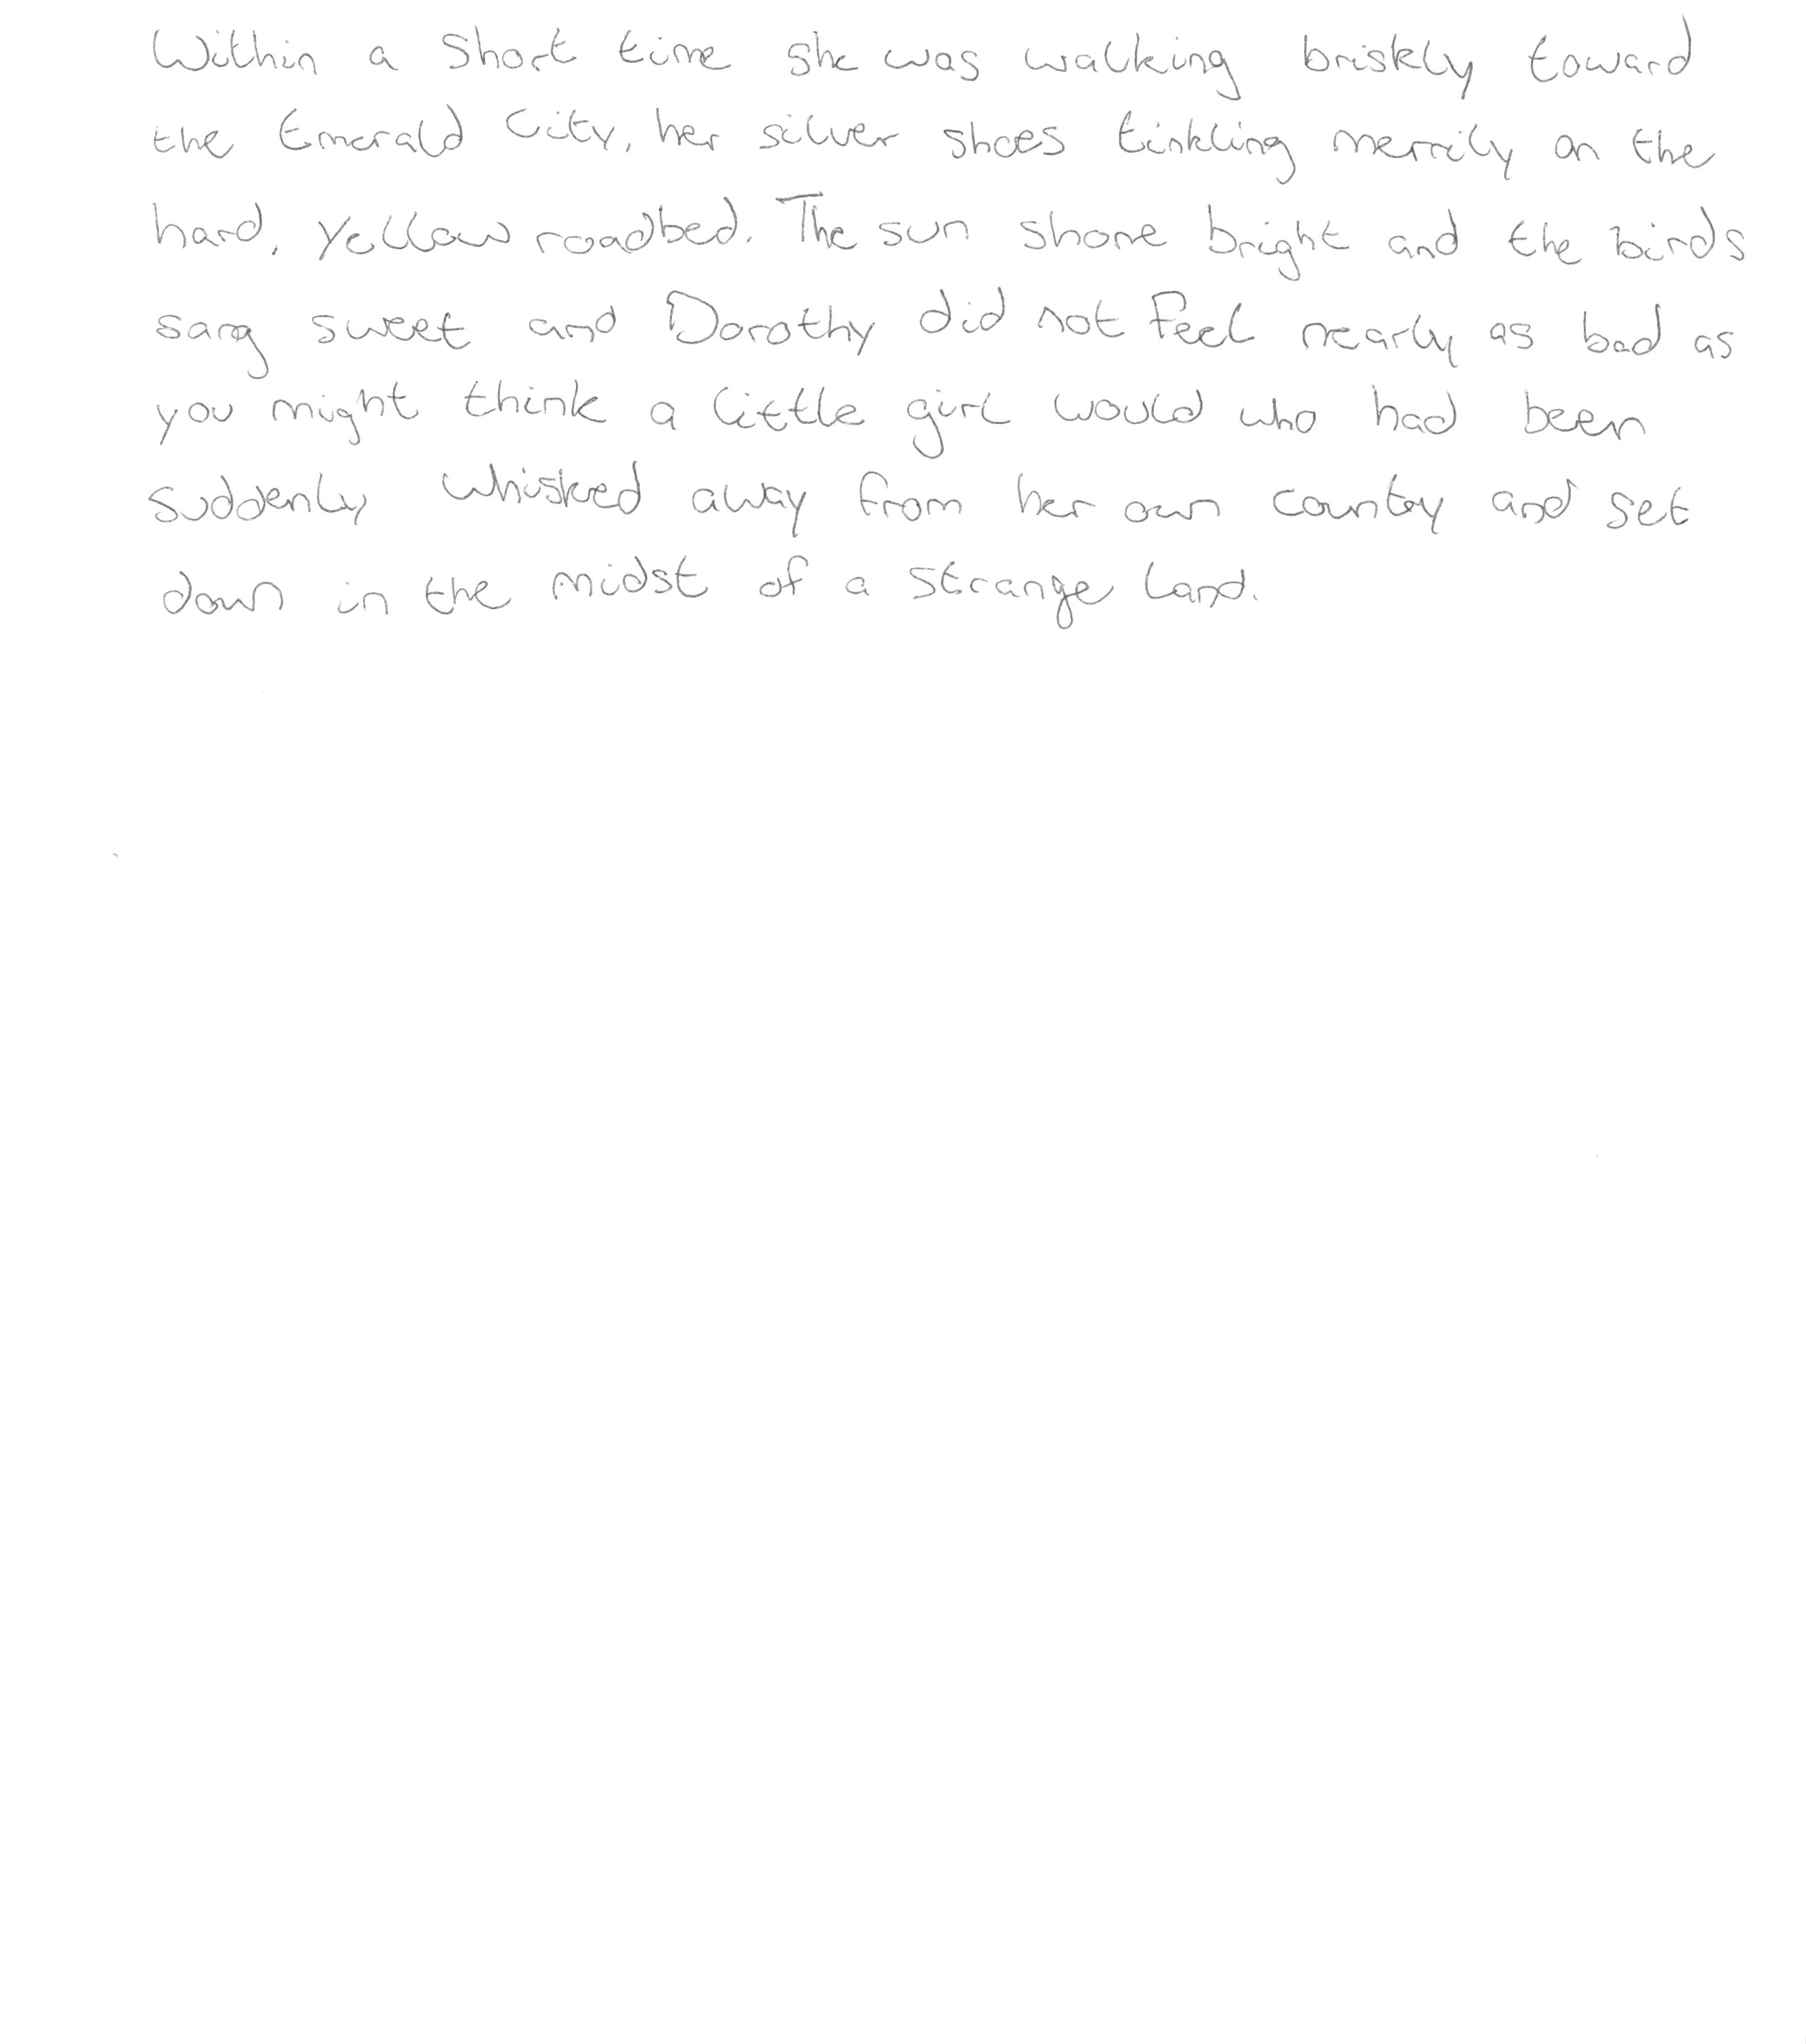 Within a short time she was walking briskly toward
the Emerald City, her silver shoes tinkling merrily on the
hard, yellow roadbed. The sun shone bright and the birds
sang sweet and Dorothy did not feel nearly as bad as
you might think a little girl would who had been
suddenly whisked away from her own country and set
down in the midst of a strange land.